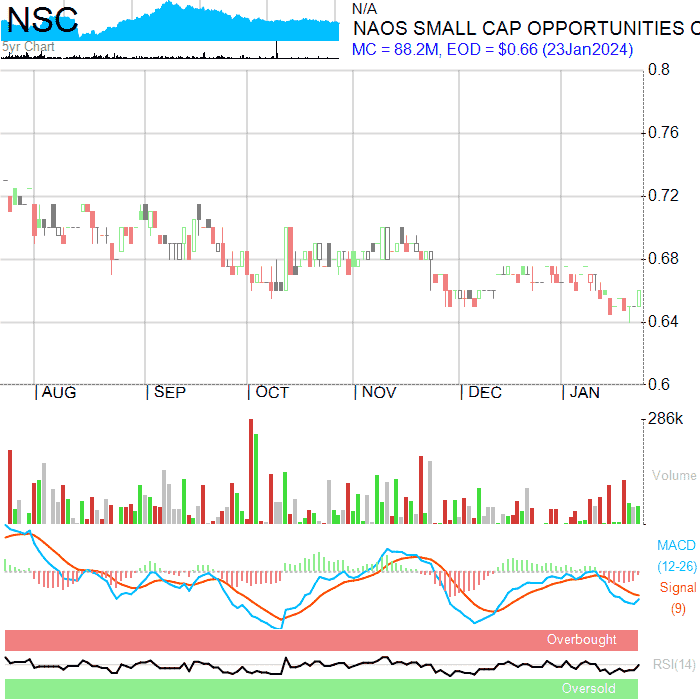 NSC
5yr Chart
N/A
NAOS SMALL CAP OPPORTUNITIES C
MC = 88.2M, EOD = $0.66 (23Jan2024)
0.8
0.76
0.72
0.68
0.64
0.6
AUG
SEP
OCT
NOV
DEC
JAN
286k
Volume
MACD
(12-26)
Signal
(9)
Overbought
RSI(14)
Oversold